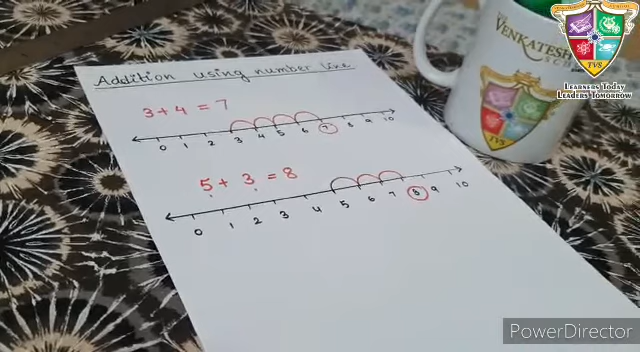 Addition using number line
3+4=7
0 1 2 3 4 5 6 7 8 9 10
5+3=8
0 1 2 3 4 5 6 7 8 9 10
VENKATESH
TVS
TVS
Learners Today
Leaders Tomorrow
PowerDirector